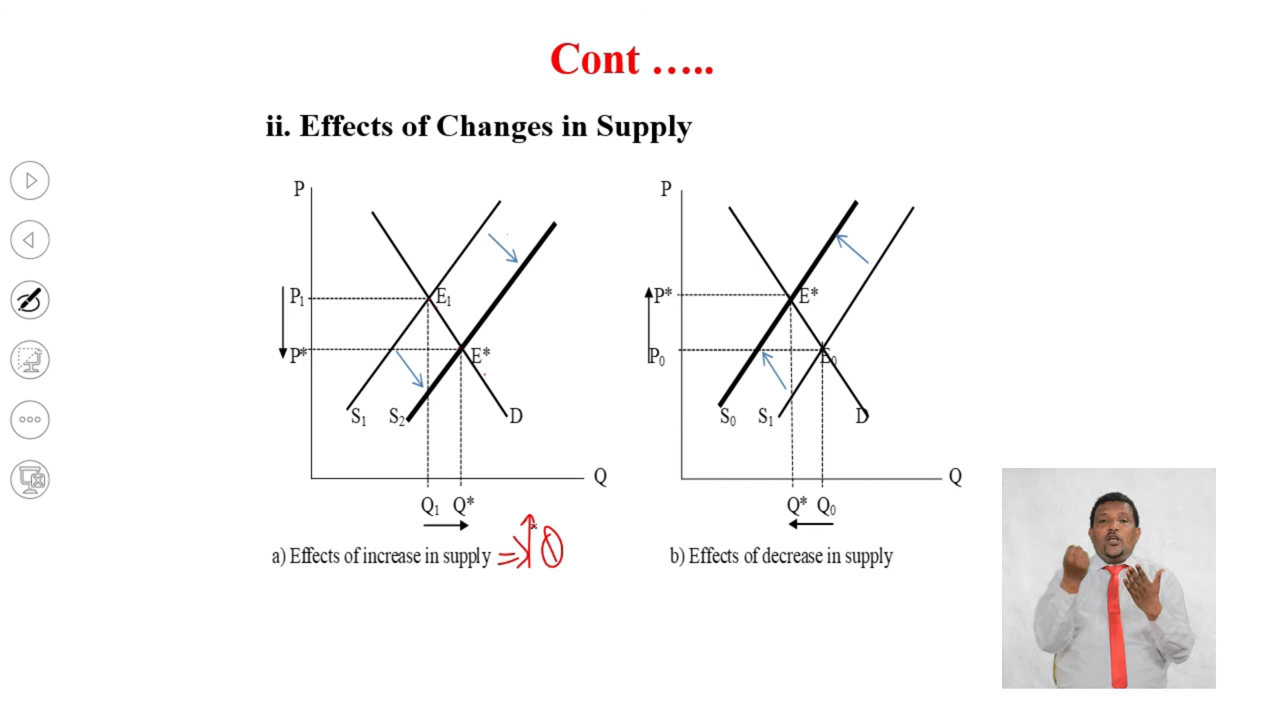 Cont …..
ii. Effects of Changes in Supply
P
P₁
E₁
P*
E*
S₁
S₂
D
Q
Q₁
Q*
a) Effects of increase in supply ⇒ ↑Q
P
P*
E*
P₀
E₀
S₀
S₁
D
Q
Q*
Q₀
b) Effects of decrease in supply